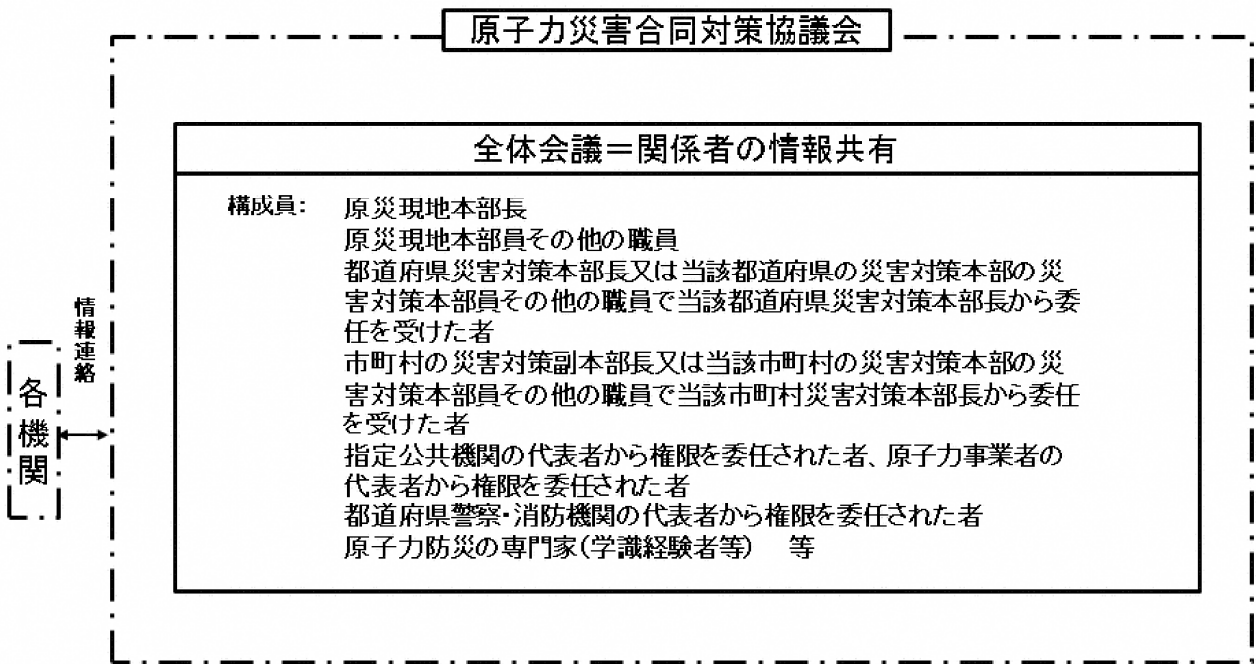 原子力災害合同対策協議会
全体会議＝関係者の情報共有
構成員： 原災現地本部長
原災現地本部員その他の職員
都道府県災害対策本部長又は当該都道府県の災害対策本部の災
害対策本部員その他の職員で当該都道府県災害対策本部長から委
任を受けた者
市町村の災害対策副本部長又は当該市町村の災害対策本部の災
害対策本部員その他の職員で当該市町村災害対策本部長から委任
を受けた者
指定公共機関の代表者から権限を委任された者、原子力事業者の
代表者から権限を委任された者
都道府県警察・消防機関の代表者から権限を委任された者
原子力防災の専門家（学識経験者等）　等
情報連絡
各機関